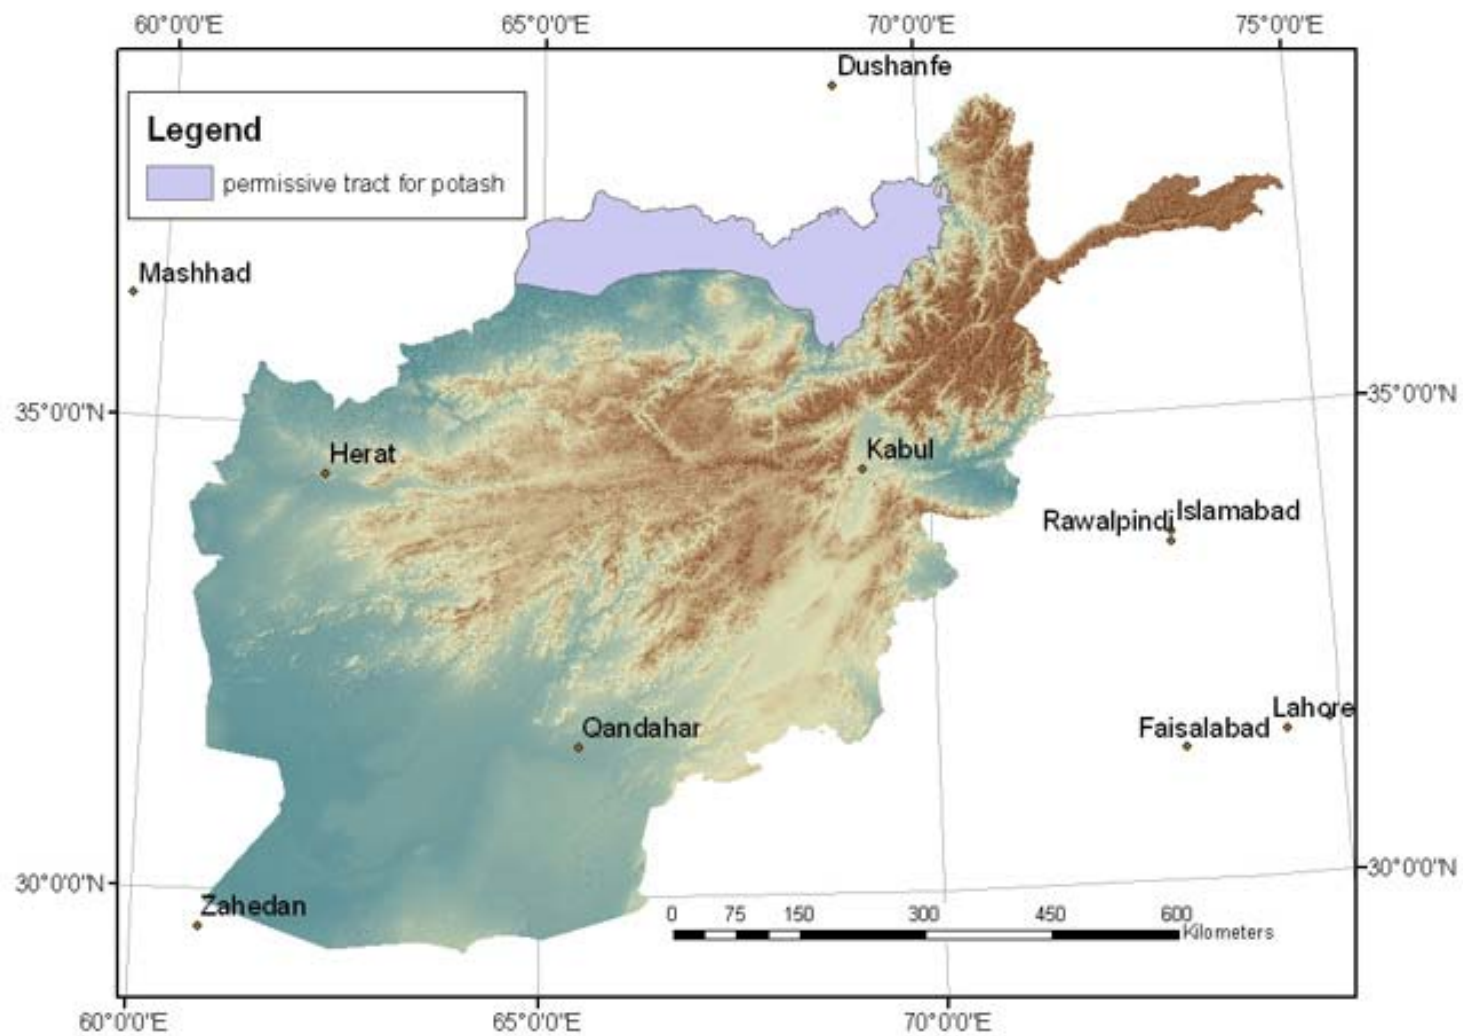 60°0'0"E 65°0'0"E 70°0'0"E 75°0'0"E
Dushanfe
Legend
permissive tract for potash
Mashhad
35°0'0"N 35°0'0"N
Herat Kabul
Islamabad
Rawalpindi
Lahore
Qandahar Faisalabad
30°0'0"N 30°0'0"N
Zahedan
0 75 150 300 450 600
Kilometers
60°0'0"E 65°0'0"E 70°0'0"E